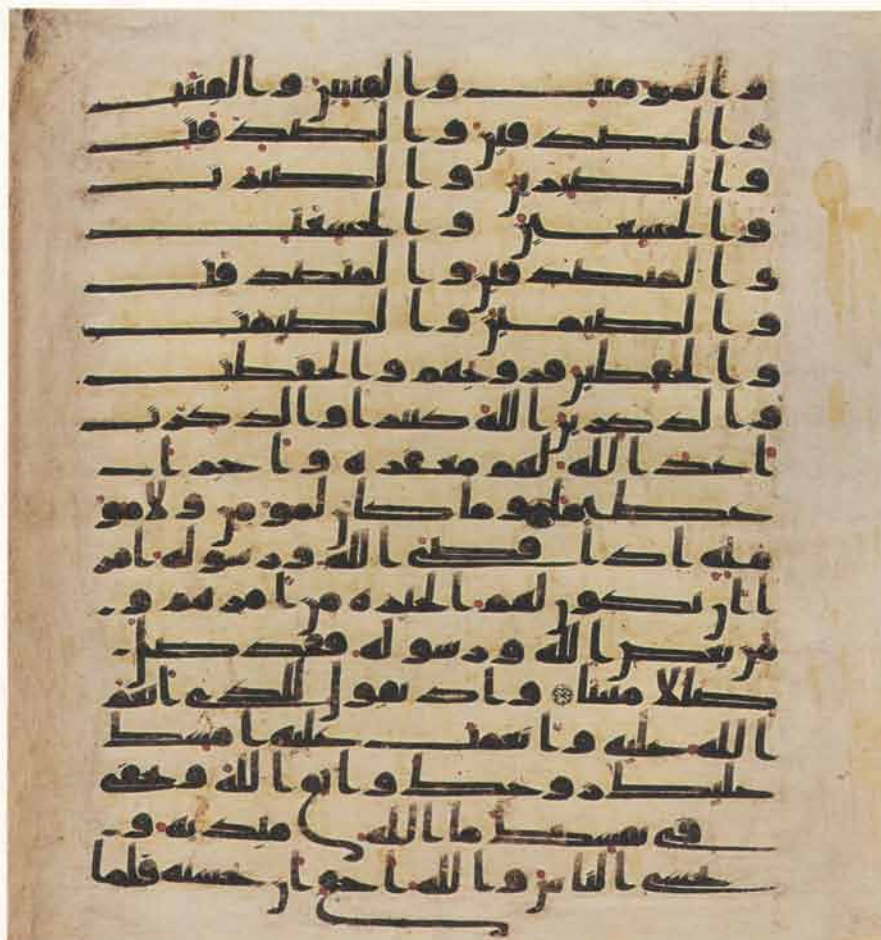 والمومنت والقنتين والقنتت
والصدقين والصدقت
والصبرين والصبرت
والخشعين والخشعت
والمتصدقين والمتصدقت
والصيمين والصيمت
والحفظين فروجهم والحفظت
والذكرين الله كثيرا والذكرت
اعد الله لهم مغفرة واجرا
عظيما وما كان لمومن ولا مو
منة اذا قضى الله ورسوله امر
ا ان يكون لهم الخيرة من امرهم و
من يعص الله ورسوله فقد ضل
ضلالا مبينا واذ تقول للذي انعم
الله عليه وانعمت عليه امسك
عليك زوجك واتق الله وتخفي
في نفسك ما الله مبديه و
تخشى الناس والله احق ان تخشيه فلما